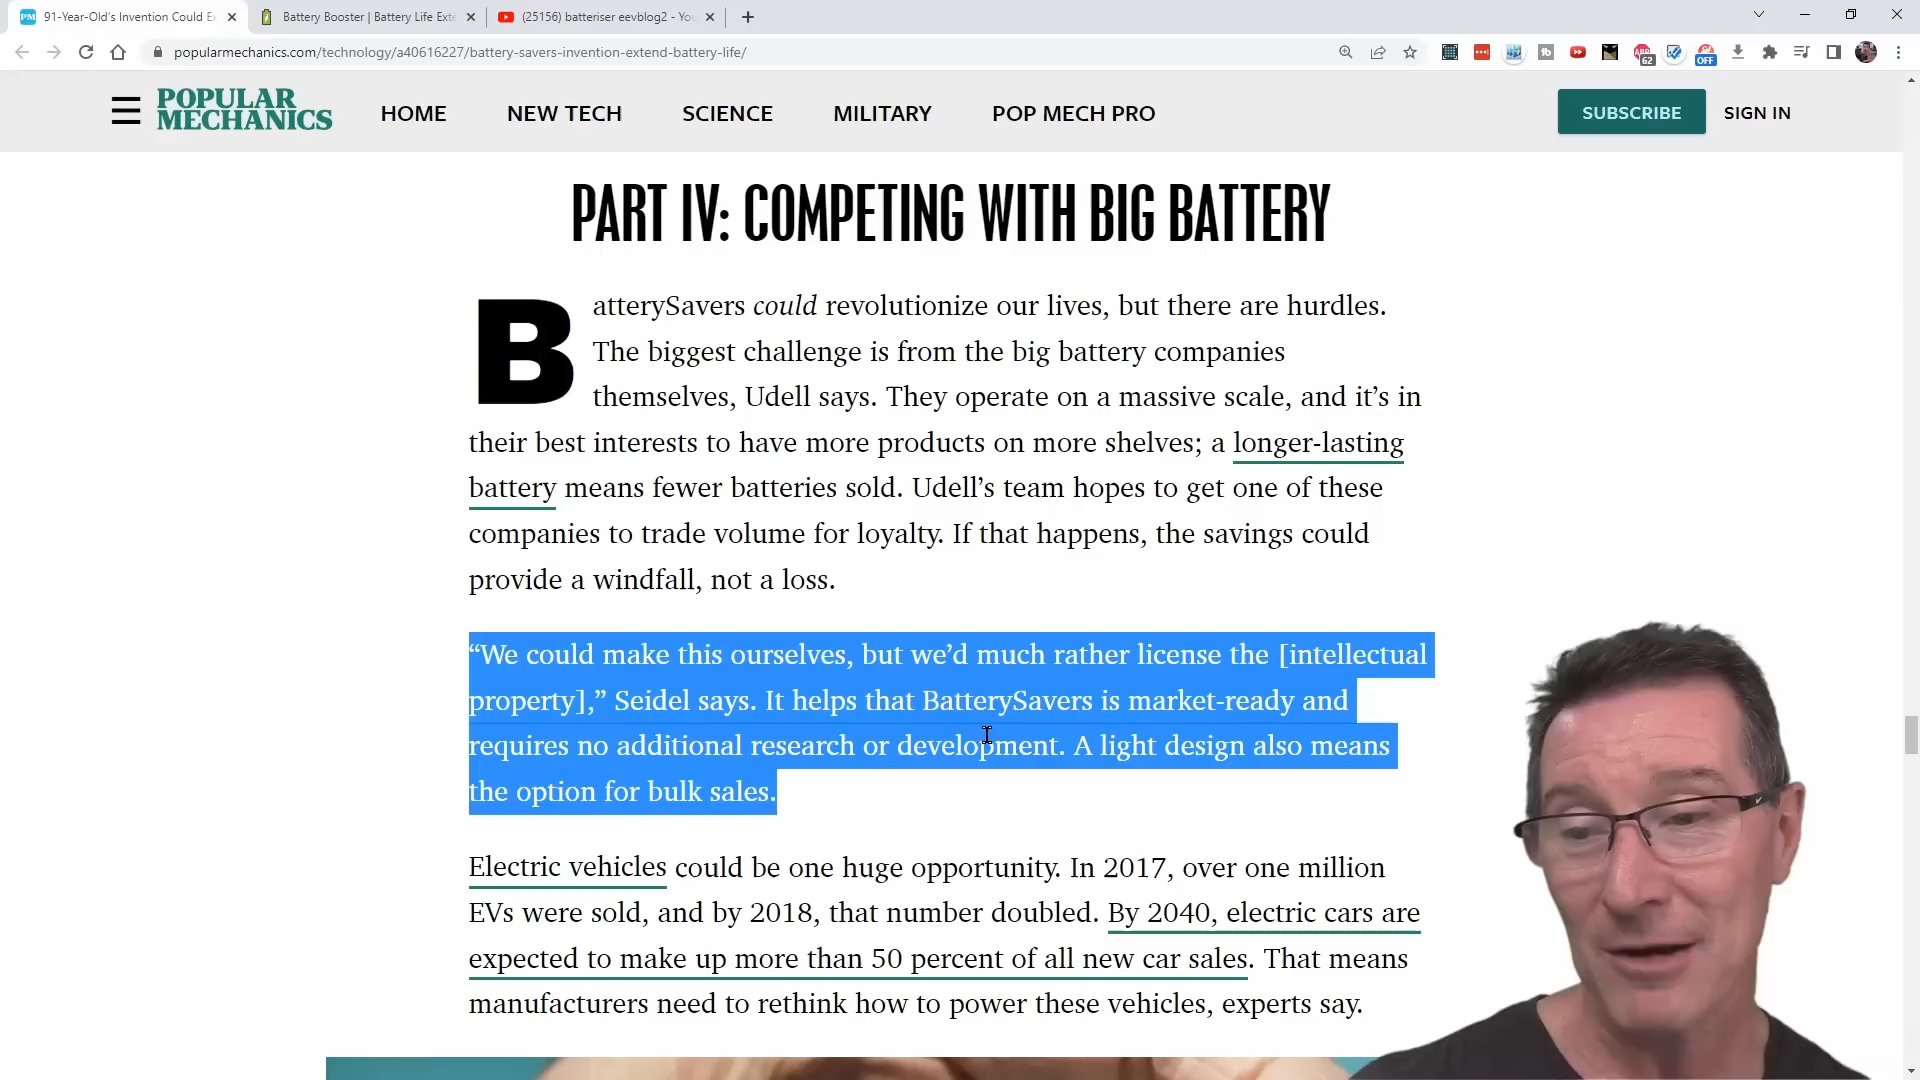 91-Year-Old's Invention Could Ex
Battery Booster | Battery Life Exte
(25156) batteriser eevblog2 - You
popularmechanics.com/technology/a40616227/battery-savers-invention-extend-battery-life/
62
OFF
POPULAR
MECHANICS
HOME
NEW TECH
SCIENCE
MILITARY
POP MECH PRO
SUBSCRIBE
SIGN IN
PART IV: COMPETING WITH BIG BATTERY
BatterySavers could revolutionize our lives, but there are hurdles.
The biggest challenge is from the big battery companies
themselves, Udell says. They operate on a massive scale, and it’s in
their best interests to have more products on more shelves; a longer-lasting
battery means fewer batteries sold. Udell’s team hopes to get one of these
companies to trade volume for loyalty. If that happens, the savings could
provide a windfall, not a loss.
“We could make this ourselves, but we’d much rather license the [intellectual
property],” Seidel says. It helps that BatterySavers is market-ready and
requires no additional research or development. A light design also means
the option for bulk sales.
Electric vehicles could be one huge opportunity. In 2017, over one million
EVs were sold, and by 2018, that number doubled. By 2040, electric cars are
expected to make up more than 50 percent of all new car sales. That means
manufacturers need to rethink how to power these vehicles, experts say.